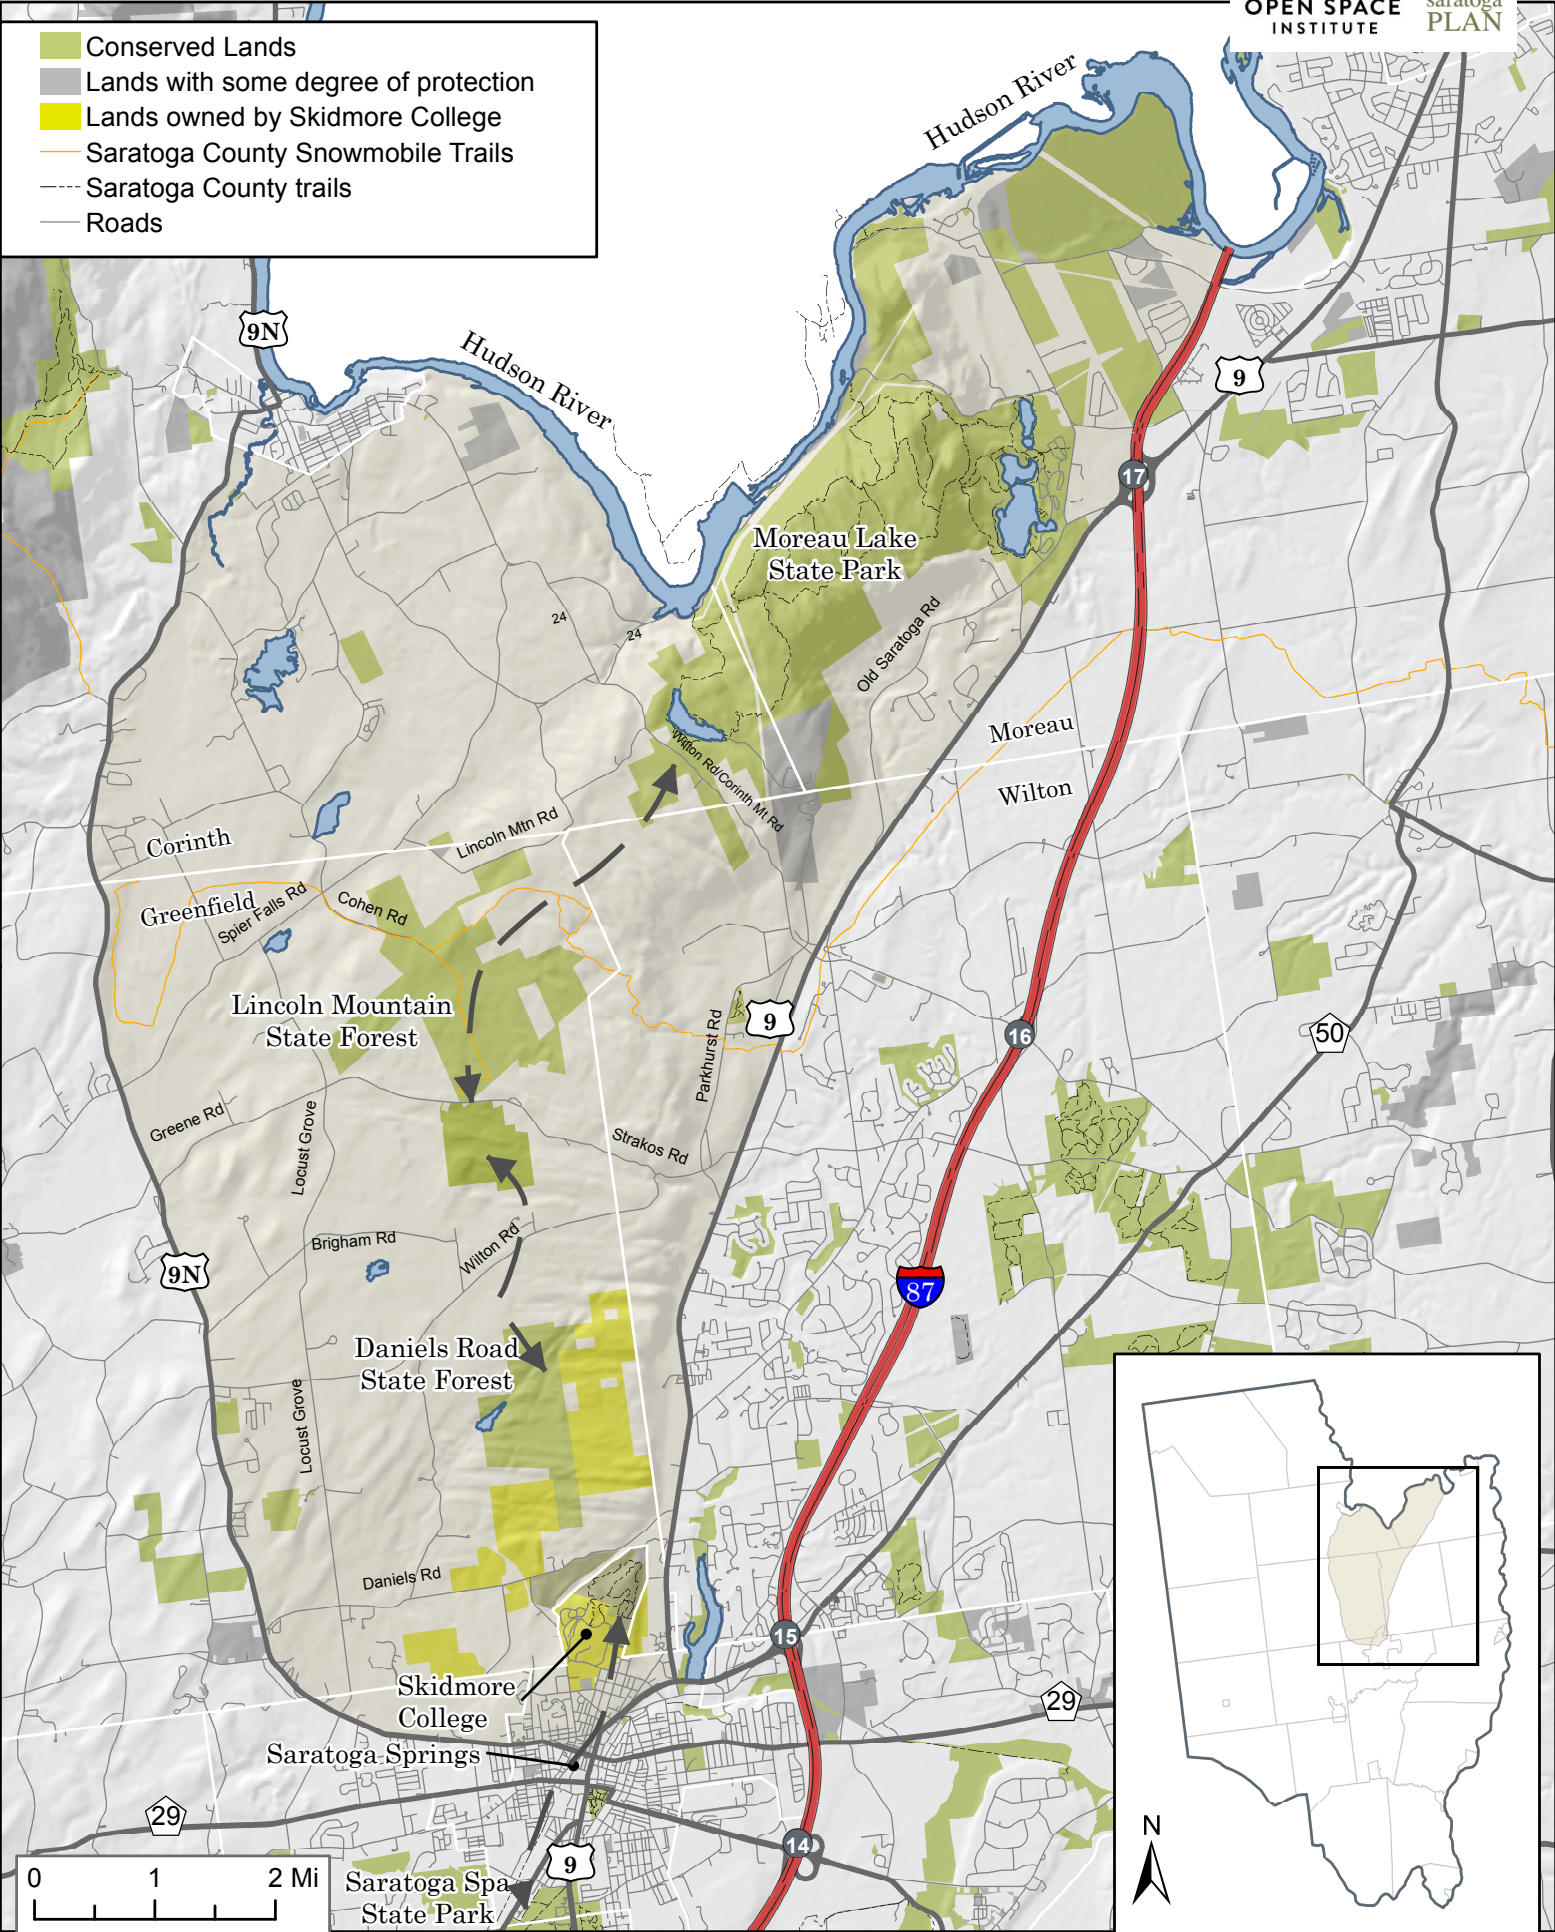 OPEN SPACE
INSTITUTE
saratoga
PLAN
Conserved Lands
Lands with some degree of protection
Lands owned by Skidmore College
Saratoga County Snowmobile Trails
Saratoga County trails
Roads
Hudson River
9N
Hudson River
9
17
Moreau Lake
State Park
24
24
Old Saratoga Rd
Moreau
Wilton Rd/Corinth Mt Rd
Wilton
Lincoln Mtn Rd
Corinth
Greenfield
Spier Falls Rd
Cohen Rd
Lincoln Mountain
State Forest
9
16
50
Parkhurst Rd
Greene Rd
Locust Grove
Strakos Rd
Brigham Rd
Wilton Rd
9N
87
Daniels Road
State Forest
Locust Grove
Daniels Rd
15
Skidmore
College
29
Saratoga Springs
29
14
9
Saratoga Spa
State Park
0 1 2 Mi
N